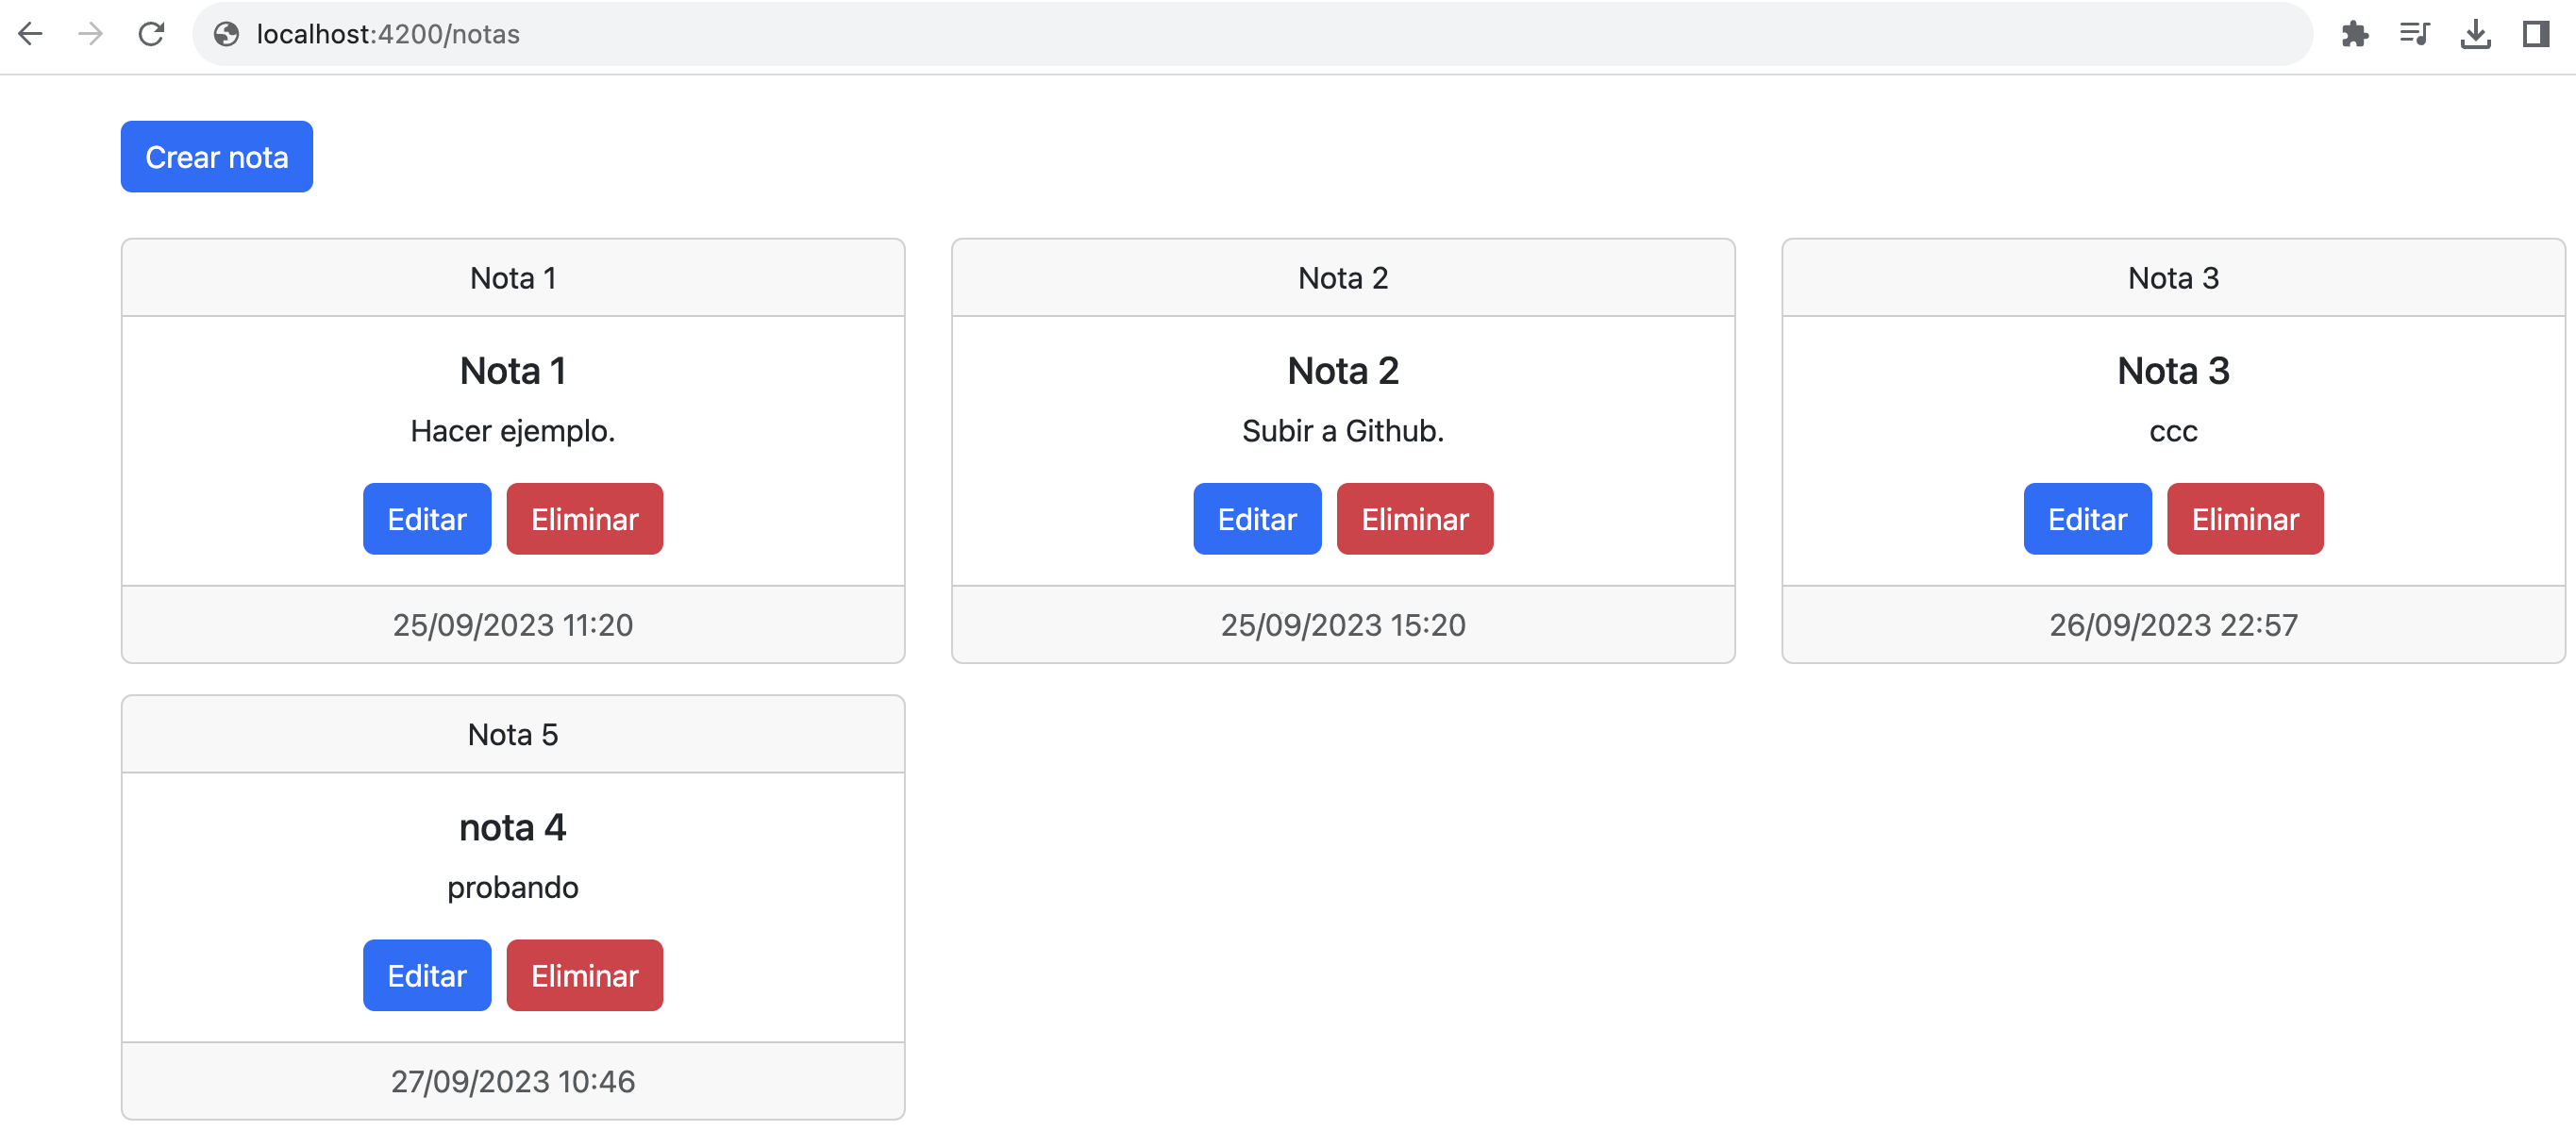 localhost:4200/notas
Crear nota
Nota 1
Nota 1
Hacer ejemplo.
Editar Eliminar
25/09/2023 11:20
Nota 2
Nota 2
Subir a Github.
Editar Eliminar
25/09/2023 15:20
Nota 3
Nota 3
ccc
Editar Eliminar
26/09/2023 22:57
Nota 5
nota 4
probando
Editar Eliminar
27/09/2023 10:46